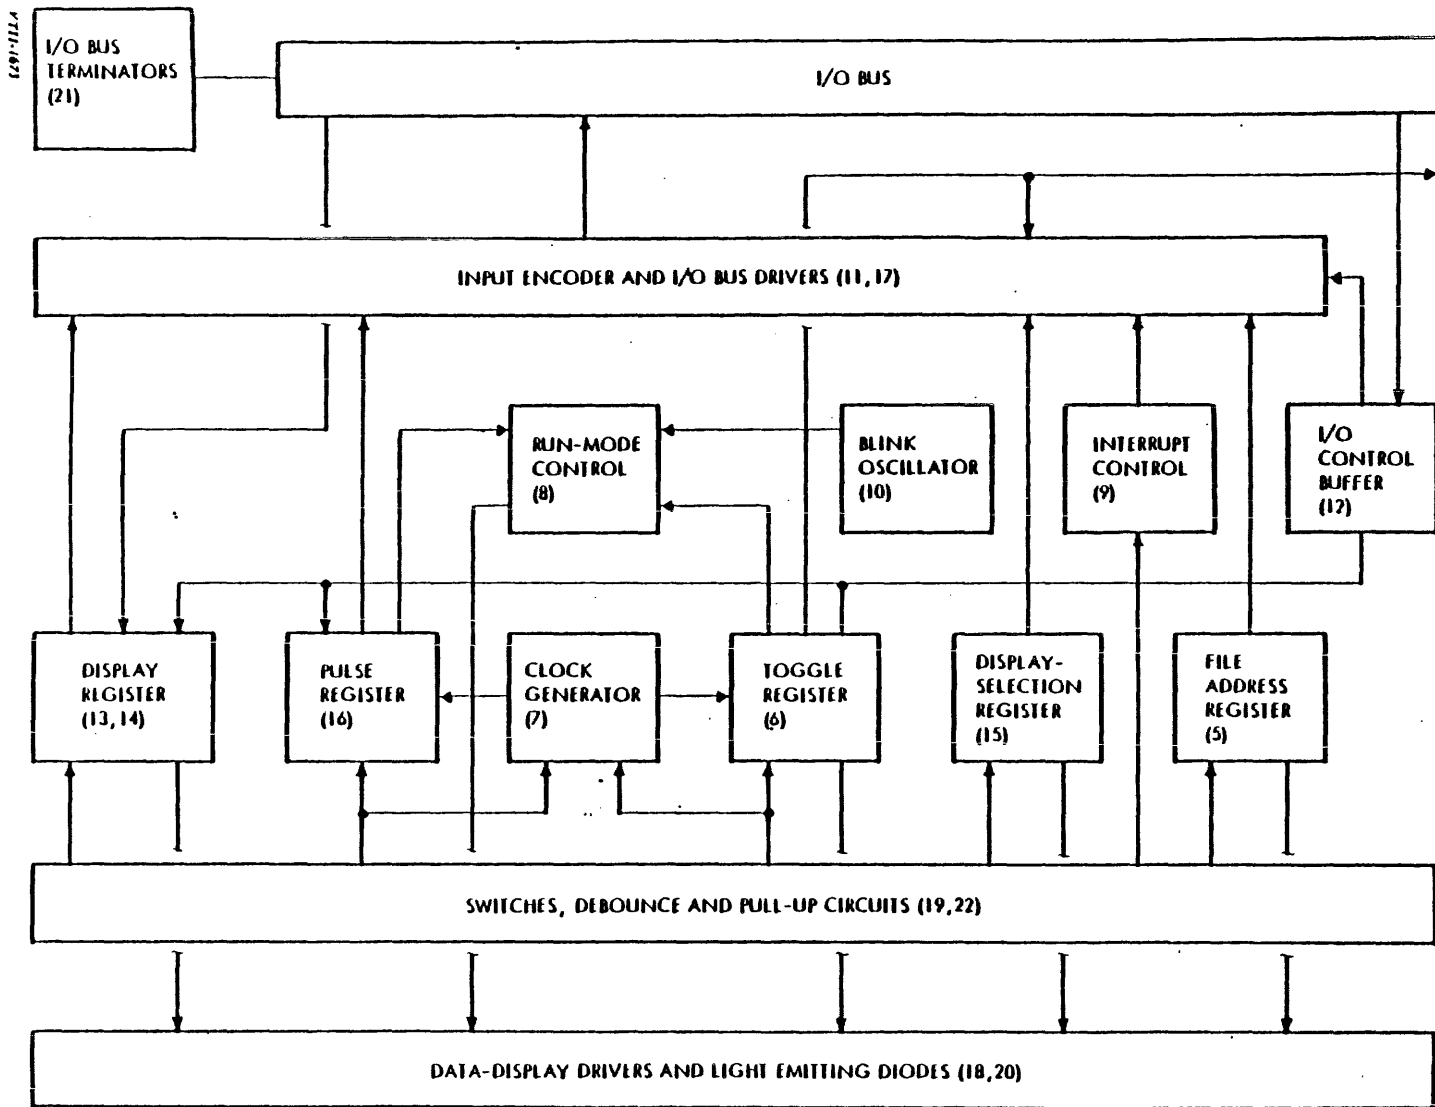 VTII-1673
I/O BUS
TERMINATORS
(21)
I/O BUS
INPUT ENCODER AND I/O BUS DRIVERS (11,17)
RUN-MODE
CONTROL
(8)
BLINK
OSCILLATOR
(10)
INTERRUPT
CONTROL
(9)
I/O
CONTROL
BUFFER
(12)
DISPLAY
REGISTER
(13,14)
PULSE
REGISTER
(16)
CLOCK
GENERATOR
(7)
TOGGLE
REGISTER
(6)
DISPLAY-
SELECTION
REGISTER
(15)
FILE
ADDRESS
REGISTER
(5)
SWITCHES, DEBOUNCE AND PULL-UP CIRCUITS (19,22)
DATA-DISPLAY DRIVERS AND LIGHT EMITTING DIODES (18,20)